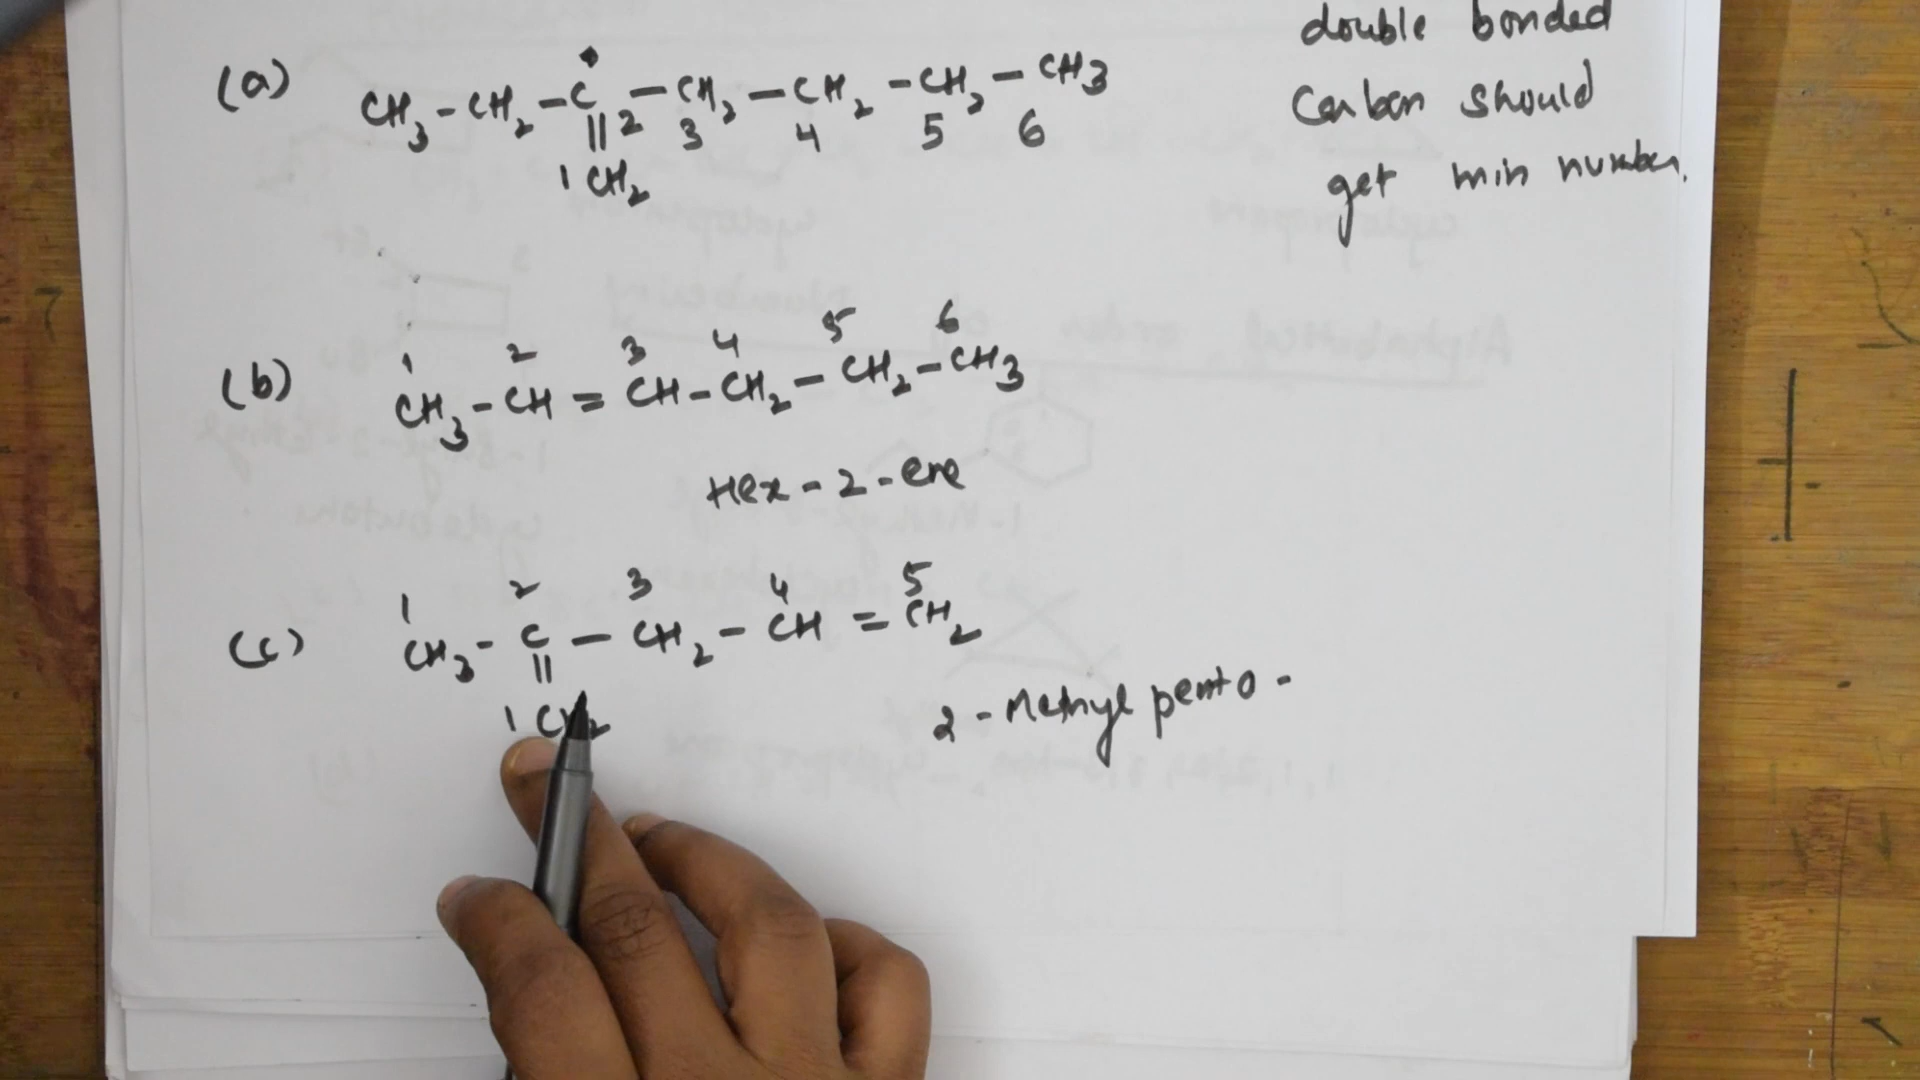 double bonded
Carbon should
get min number.
(a) CH3-CH2-C-CH2-CH2-CH2-CH3
|| 2 3 4 5 6
1 CH2
1 2 3 4 5 6
(b) CH3-CH=CH-CH2-CH2-CH3
Hex-2-ene
1 2 3 4 5
(c) CH3-C-CH2-CH=CH2
||
1 CH2
2-Methyl penta-